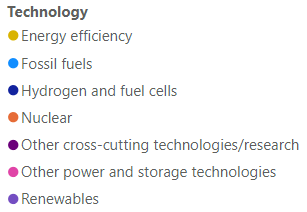 Technology
Energy efficiency
Fossil fuels
Hydrogen and fuel cells
Nuclear
Other cross-cutting technologies/research
Other power and storage technologies
Renewables